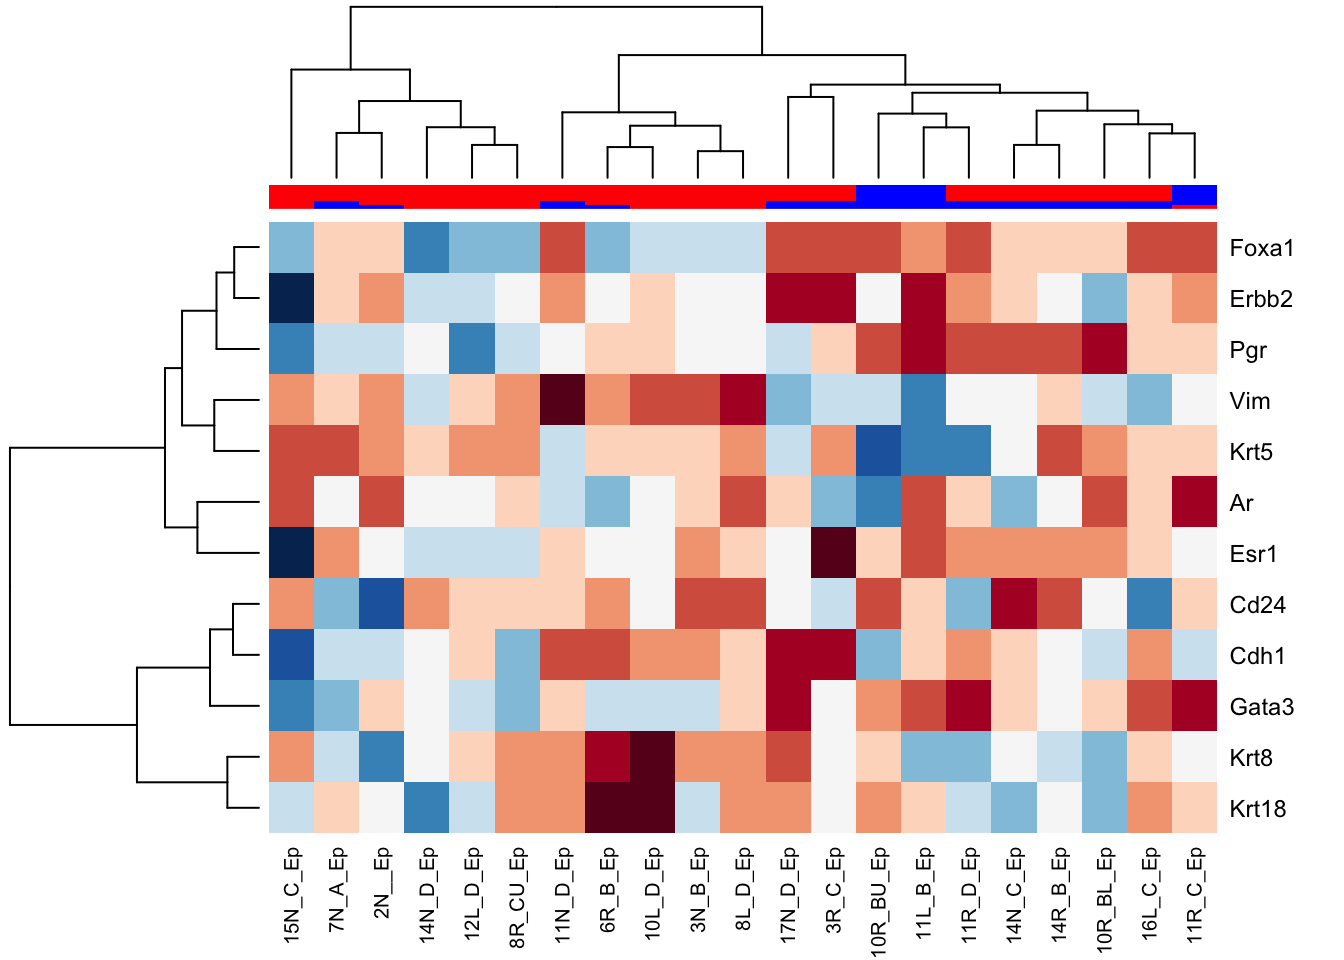 Foxa1
Erbb2
Pgr
Vim
Krt5
Ar
Esr1
Cd24
Cdh1
Gata3
Krt8
Krt18
15N_C_Ep
7N_A_Ep
2N__Ep
14N_D_Ep
12L_D_Ep
8R_CU_Ep
11N_D_Ep
6R_B_Ep
10L_D_Ep
3N_B_Ep
8L_D_Ep
17N_D_Ep
3R_C_Ep
10R_BU_Ep
11L_B_Ep
11R_D_Ep
14N_C_Ep
14R_B_Ep
10R_BL_Ep
16L_C_Ep
11R_C_Ep